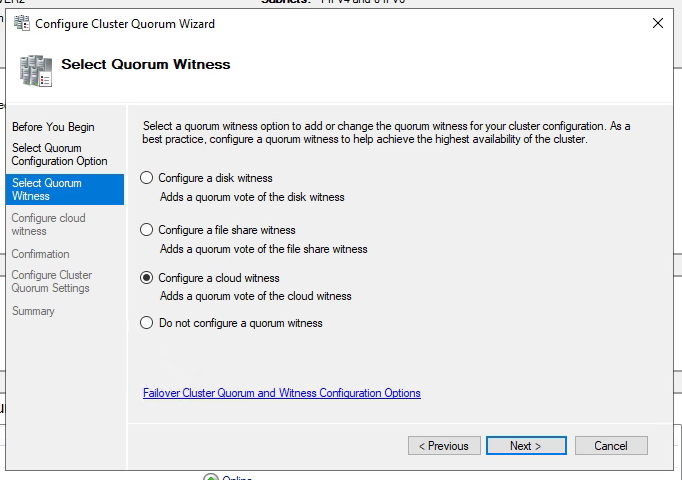 Subnets:
Configure Cluster Quorum Wizard
Select Quorum Witness
Before You Begin
Select Quorum
Configuration Option
Select Quorum
Witness
Configure cloud
witness
Confirmation
Configure Cluster
Quorum Settings
Summary
Select a quorum witness option to add or change the quorum witness for your cluster configuration. As a
best practice, configure a quorum witness to help achieve the highest availability of the cluster.
Configure a disk witness
Adds a quorum vote of the disk witness
Configure a file share witness
Adds a quorum vote of the file share witness
Configure a cloud witness
Adds a quorum vote of the cloud witness
Do not configure a quorum witness
Failover Cluster Quorum and Witness Configuration Options
< Previous
Next >
Cancel
Online